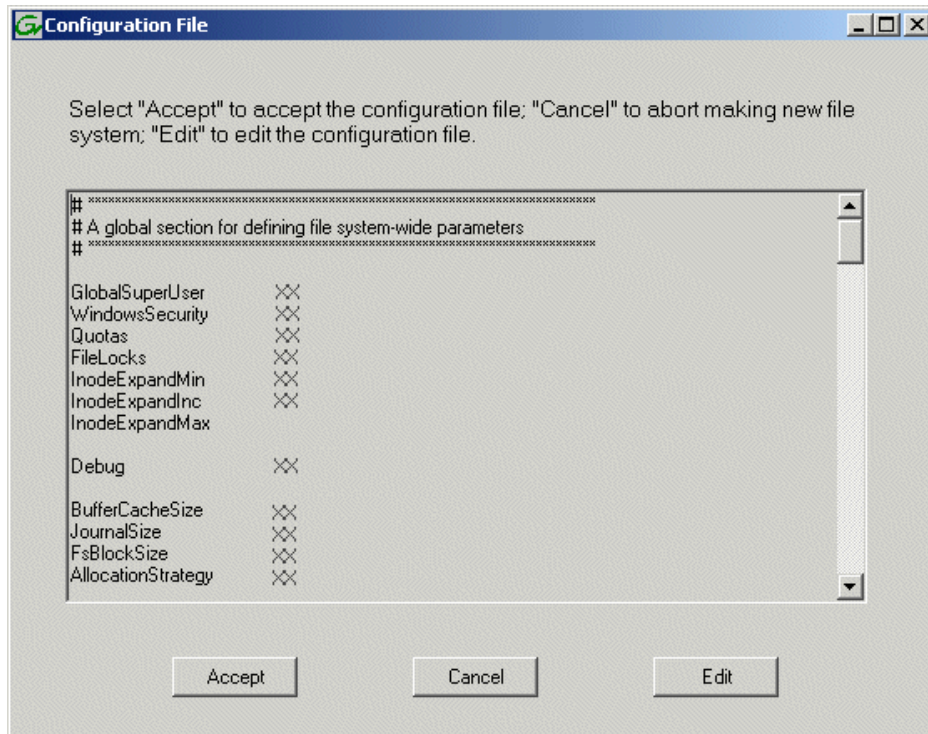 Configuration File
Select "Accept" to accept the configuration file; "Cancel" to abort making new file
system; "Edit" to edit the configuration file.
# ****************************************************************************
# A global section for defining file system-wide parameters
# ****************************************************************************
GlobalSuperUser XX
WindowsSecurity XX
Quotas XX
FileLocks XX
InodeExpandMin XX
InodeExpandInc XX
InodeExpandMax
Debug XX
BufferCacheSize XX
JournalSize XX
FsBlockSize XX
AllocationStrategy XX
Accept Cancel Edit